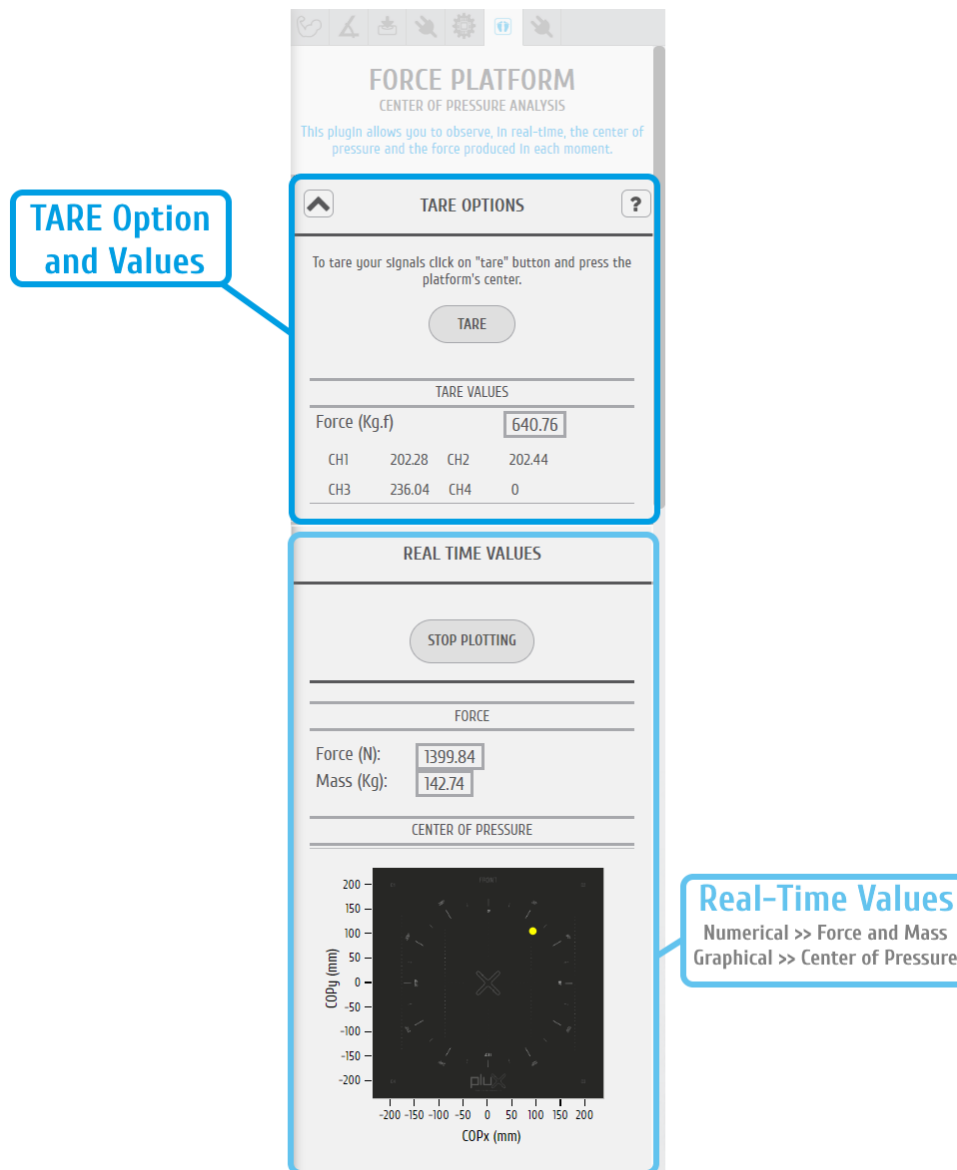 FORCE PLATFORM
CENTER OF PRESSURE ANALYSIS
This plugin allows you to observe, in real-time, the center of
pressure and the force produced in each moment.
TARE Option
and Values
TARE OPTIONS
?
To tare your signals click on "tare" button and press the
platform's center.
TARE
TARE VALUES
Force (Kg.f) 640.76
CH1 202.28 CH2 202.44
CH3 236.04 CH4 0
REAL TIME VALUES
STOP PLOTTING
FORCE
Force (N): 1399.84
Mass (Kg): 142.74
CENTER OF PRESSURE
FRONT
200
150
100
50
0
-50
-100
-150
-200
COPy (mm)
plux
-200 -150 -100 -50 0 50 100 150 200
COPx (mm)
Real-Time Values
Numerical >> Force and Mass
Graphical >> Center of Pressure